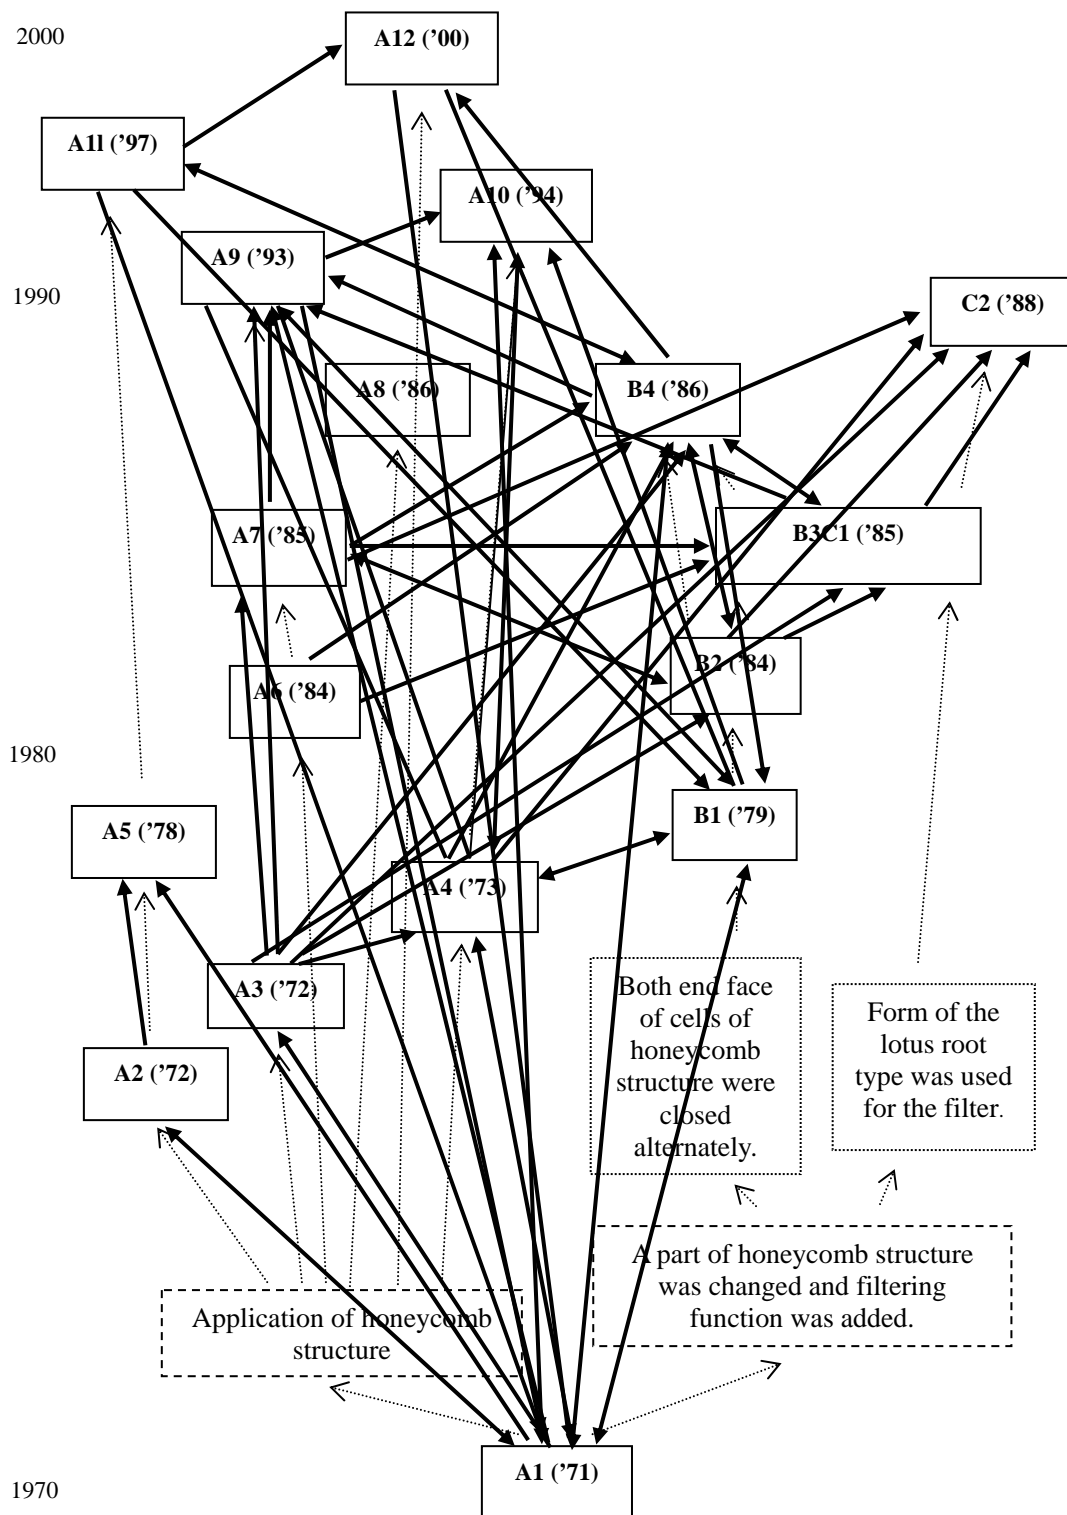 2000
A12 (’00)
A1l (’97)
A10 (’94)
A9 (’93)
1990
C2 (’88)
A8 (’86)
B4 (’86)
A7 (’85)
B3C1 (’85)
B2 (’84)
A6 (’84)
1980
A5 (’78)
B1 (’79)
A4 (’73)
A3 (’72)
Both end face
of cells of
honeycomb
structure were
closed
alternately.
Form of the
lotus root
type was used
for the filter.
A2 (’72)
A part of honeycomb structure
was changed and filtering
function was added.
Application of honeycomb
structure
A1 (’71)
1970